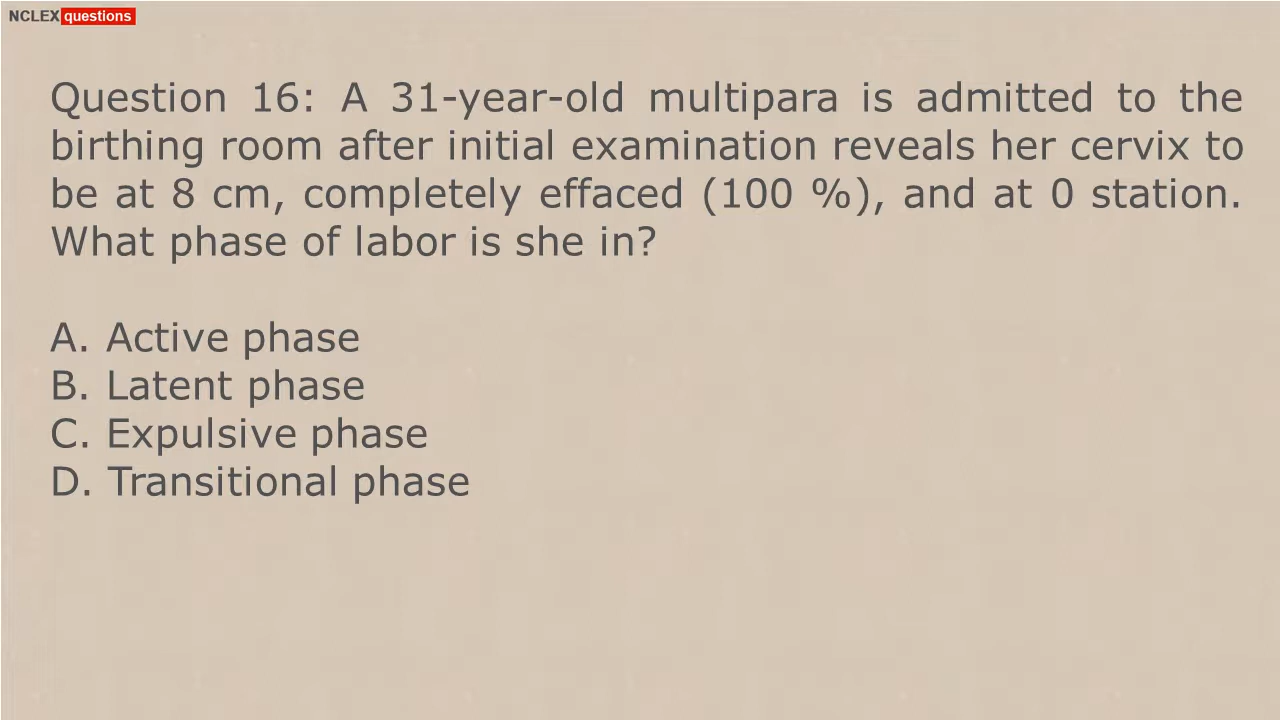 NCLEX questions
Question 16: A 31-year-old multipara is admitted to the
birthing room after initial examination reveals her cervix to
be at 8 cm, completely effaced (100 %), and at 0 station.
What phase of labor is she in?
A. Active phase
B. Latent phase
C. Expulsive phase
D. Transitional phase